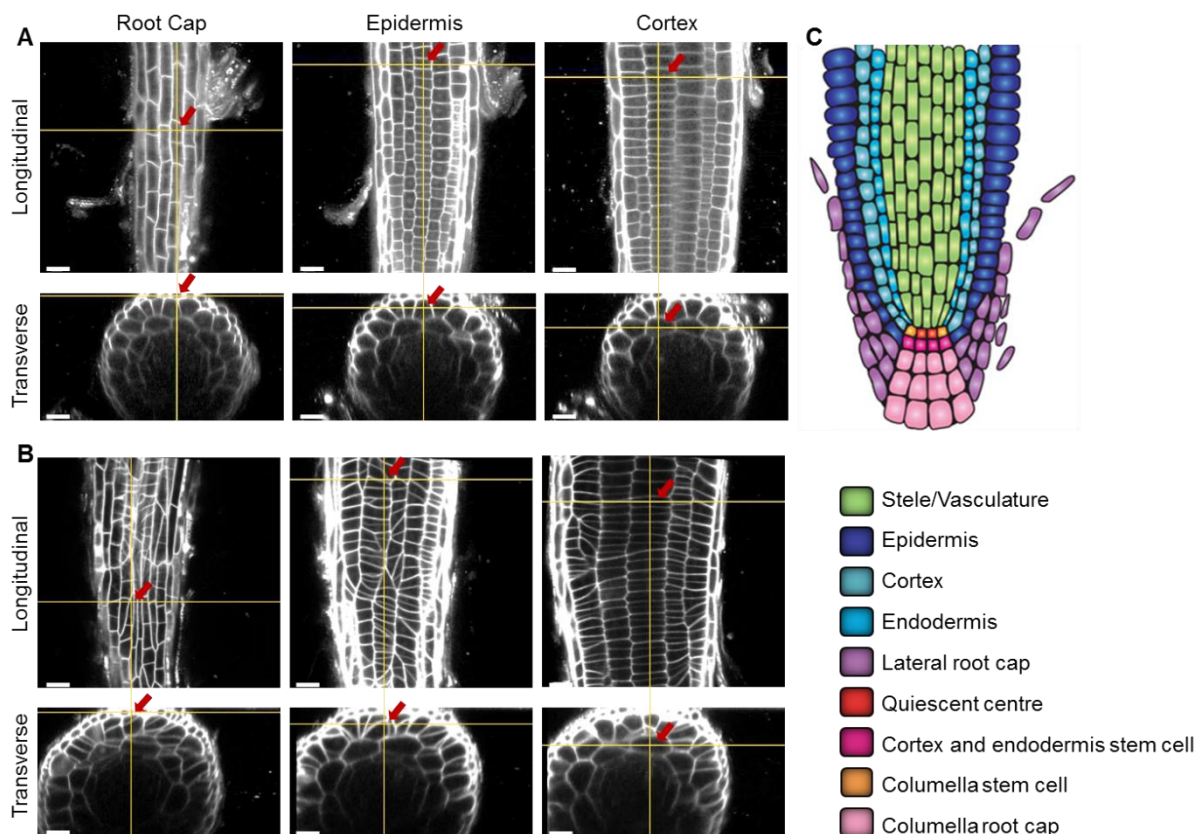 Root Cap
Epidermis
Cortex
A
Longitudinal
Transverse
B
Longitudinal
Transverse
C
Stele/Vasculature
Epidermis
Cortex
Endodermis
Lateral root cap
Quiescent centre
Cortex and endodermis stem cell
Columella stem cell
Columella root cap